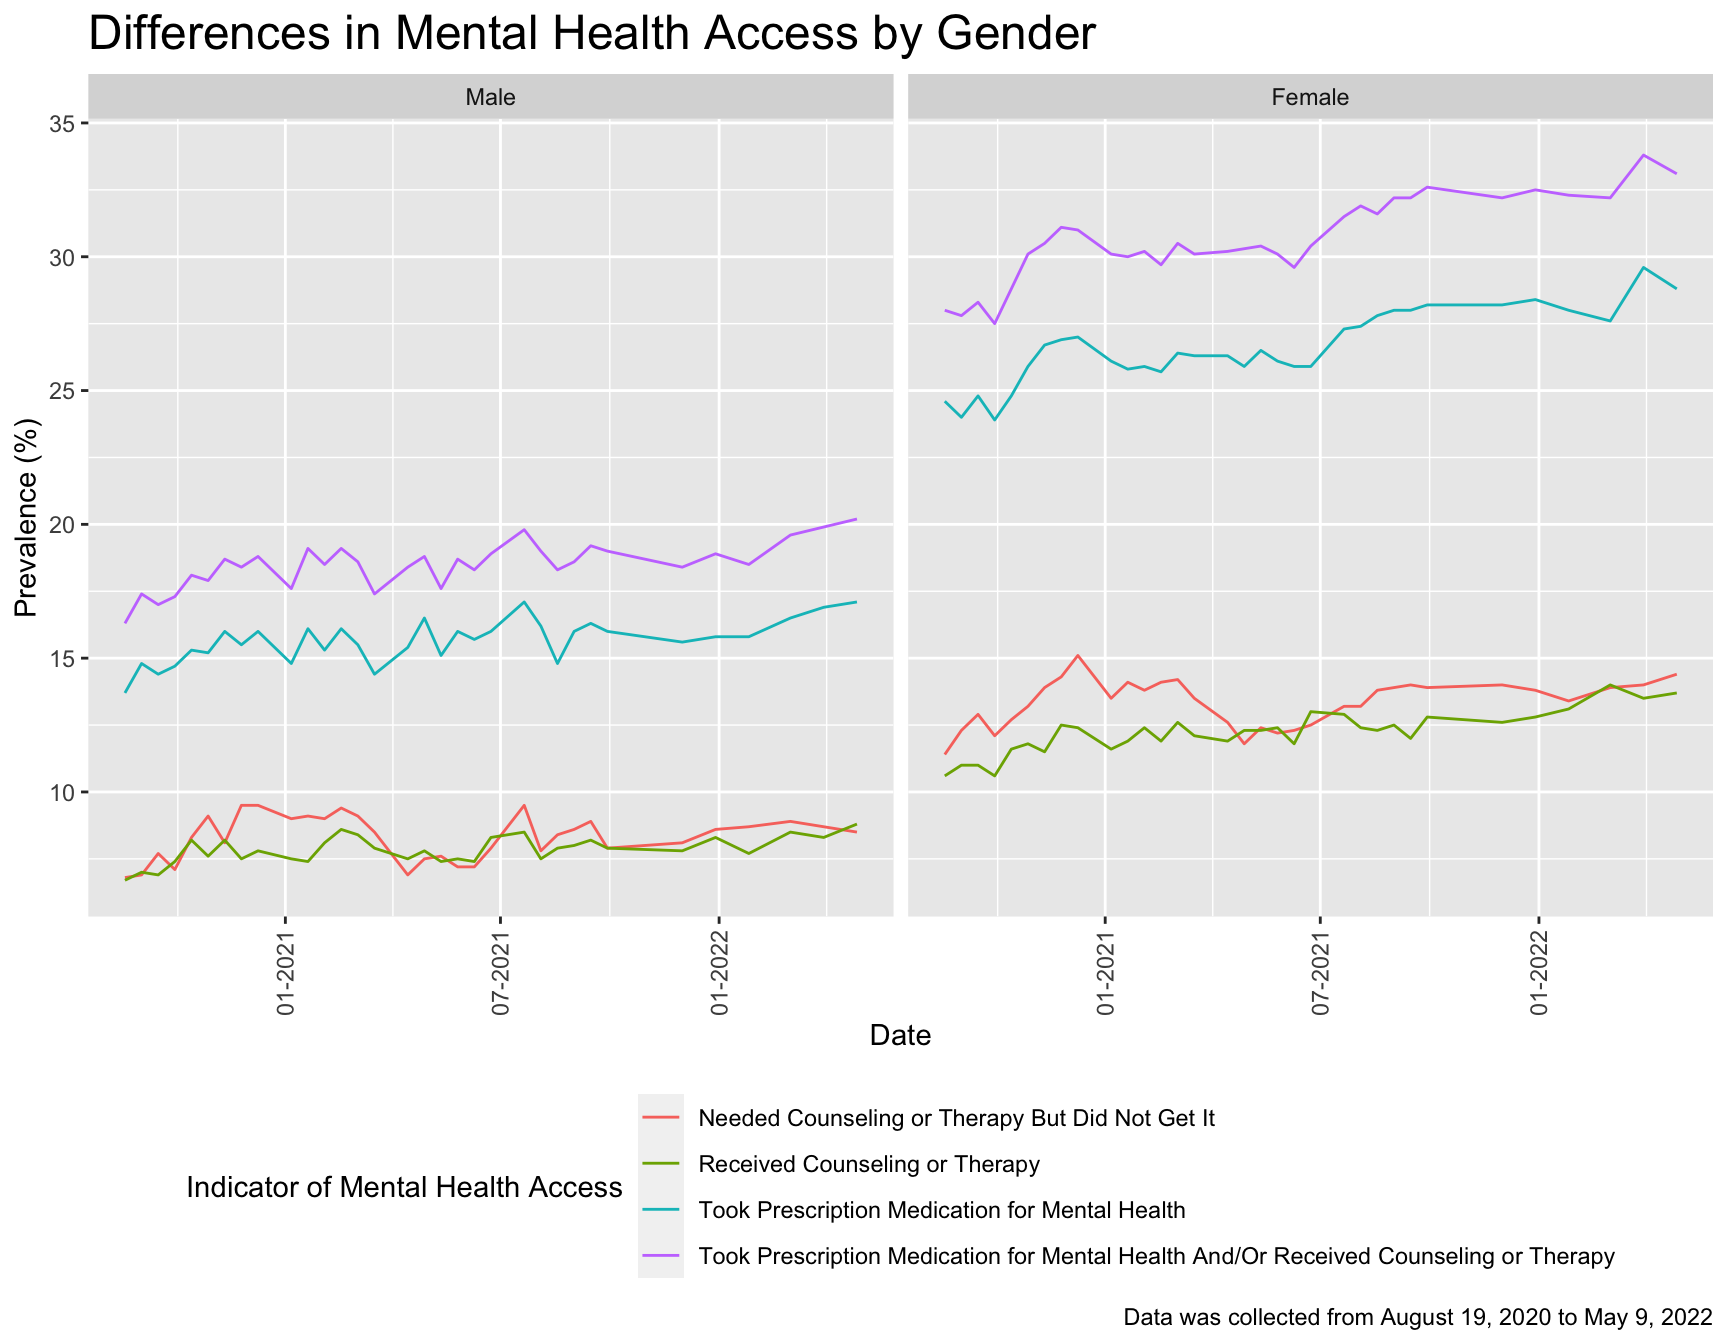 Differences in Mental Health Access by Gender
Male
Female
35
30
25
20
15
10
Prevalence (%)
01-2021
07-2021
01-2022
01-2021
07-2021
01-2022
Date
Indicator of Mental Health Access
Needed Counseling or Therapy But Did Not Get It
Received Counseling or Therapy
Took Prescription Medication for Mental Health
Took Prescription Medication for Mental Health And/Or Received Counseling or Therapy
Data was collected from August 19, 2020 to May 9, 2022